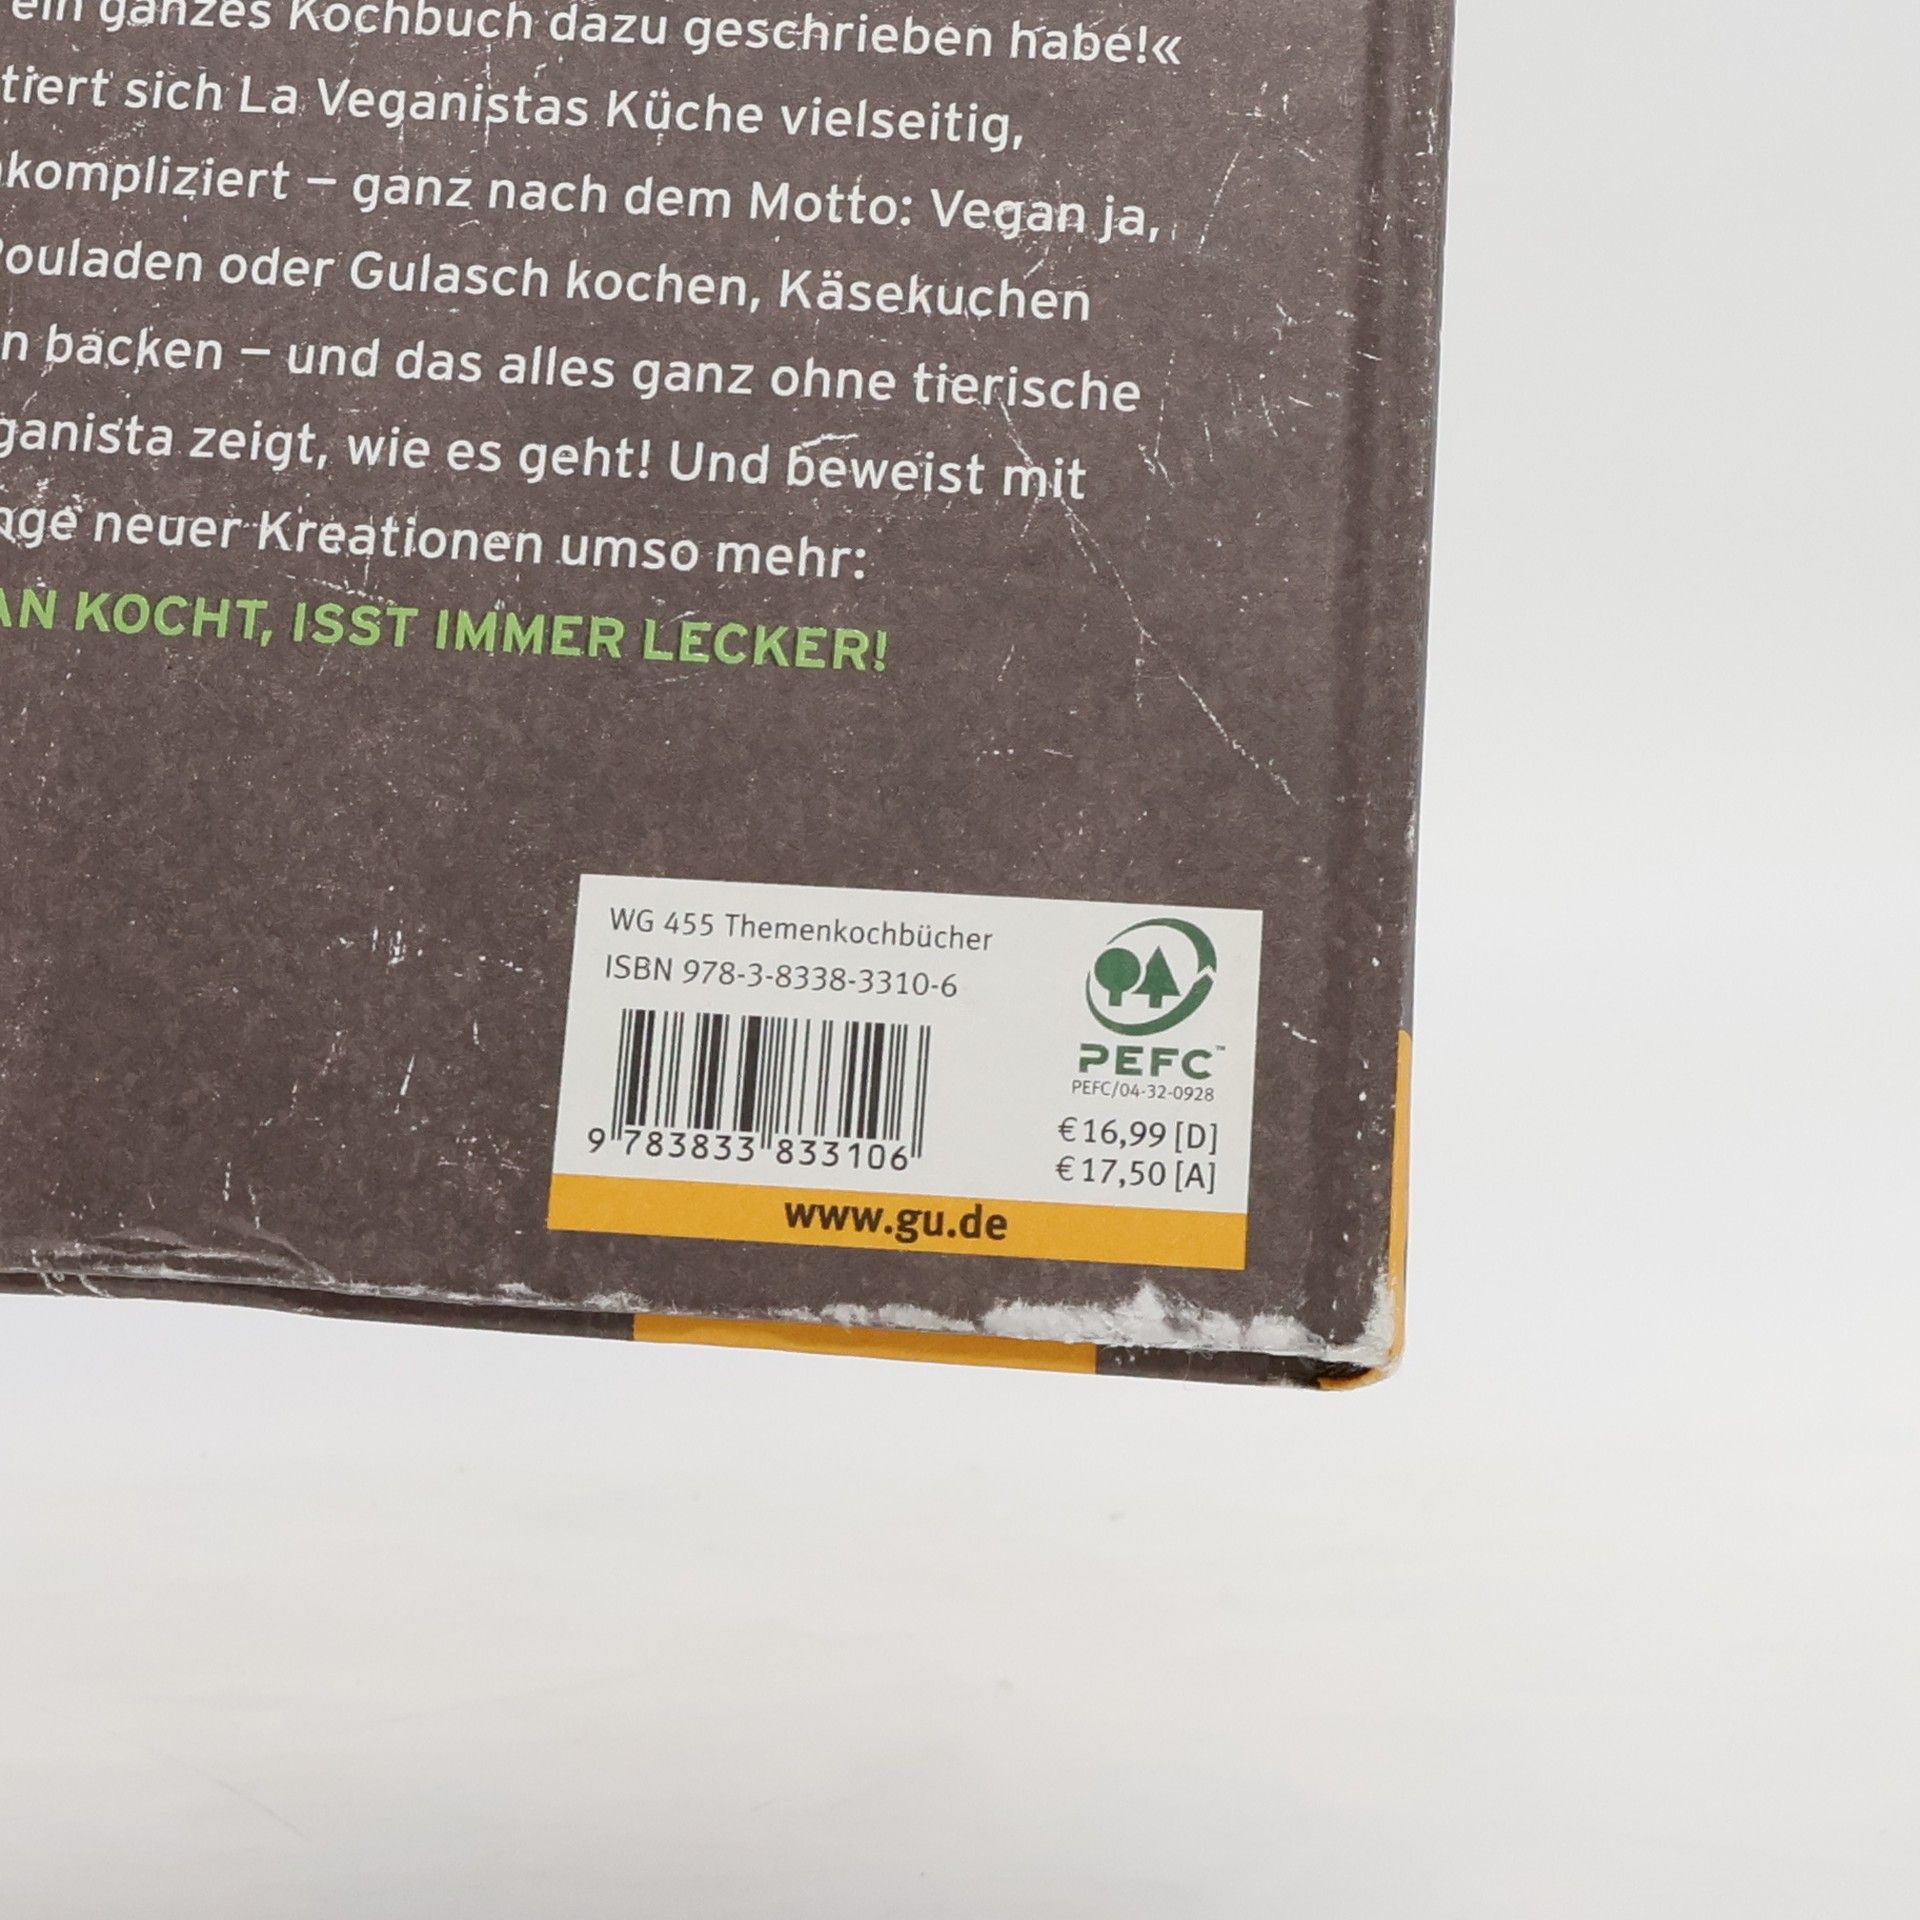 ein ganzes Kochbuch dazu geschrieben habe!«
tiert sich La Veganistas Küche vielseitig,
kompliziert – ganz nach dem Motto: Vegan ja,
ouladen oder Gulasch kochen, Käsekuchen
n backen – und das alles ganz ohne tierische
ganista zeigt, wie es geht! Und beweist mit
ge neuer Kreationen umso mehr:
AN KOCHT, ISST IMMER LECKER!
WG 455 Themenkochbücher
ISBN 978-3-8338-3310-6
9 783833 833106
PEFC™
PEFC/04-32-0928
€ 16,99 [D]
€ 17,50 [A]
www.gu.de